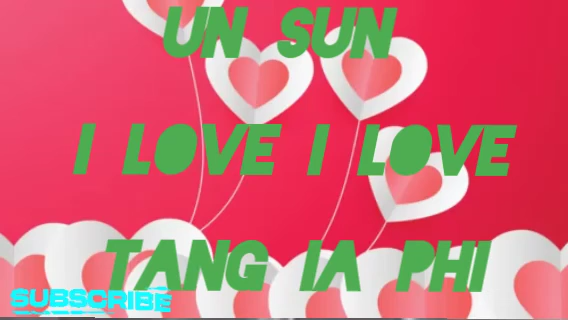 UN SUN
I LOVE I LOVE
TANG IA PHI
SUBSCRIBE